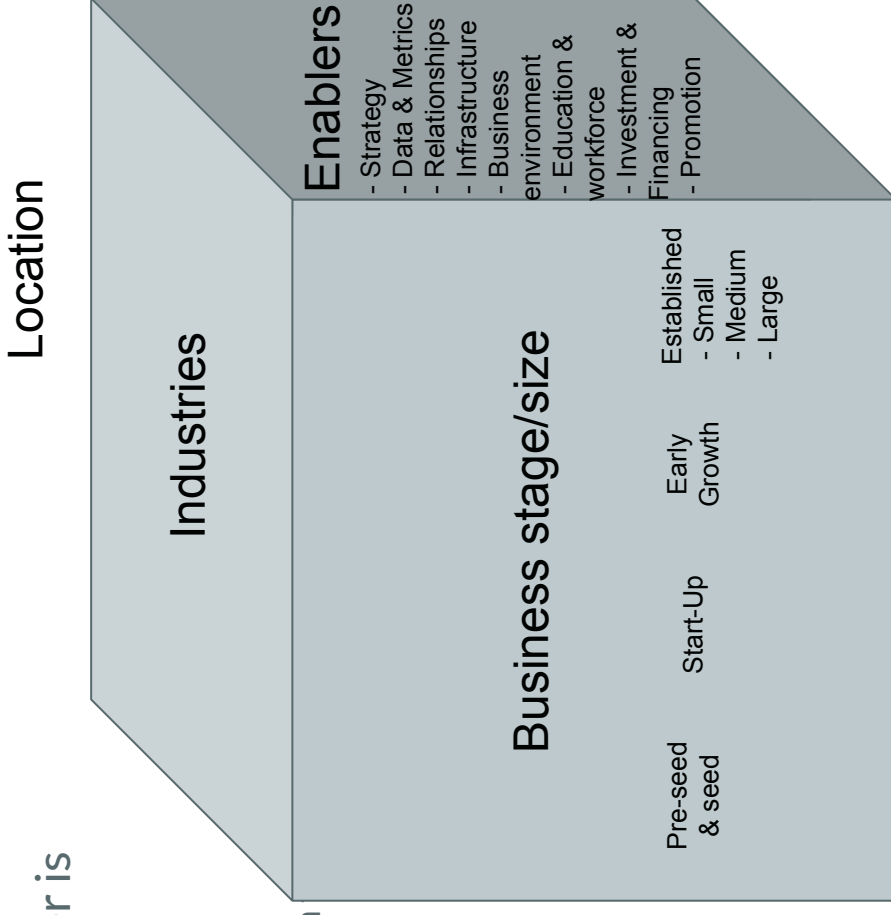 is
Location
Industries
Enablers
- Strategy
- Data & Metrics
- Relationships
- Infrastructure
- Business
environment
- Education &
workforce
- Investment &
Financing
- Promotion
Business stage/size
Pre-seed
& seed
Start-Up
Early
Growth
Established
- Small
- Medium
- Large